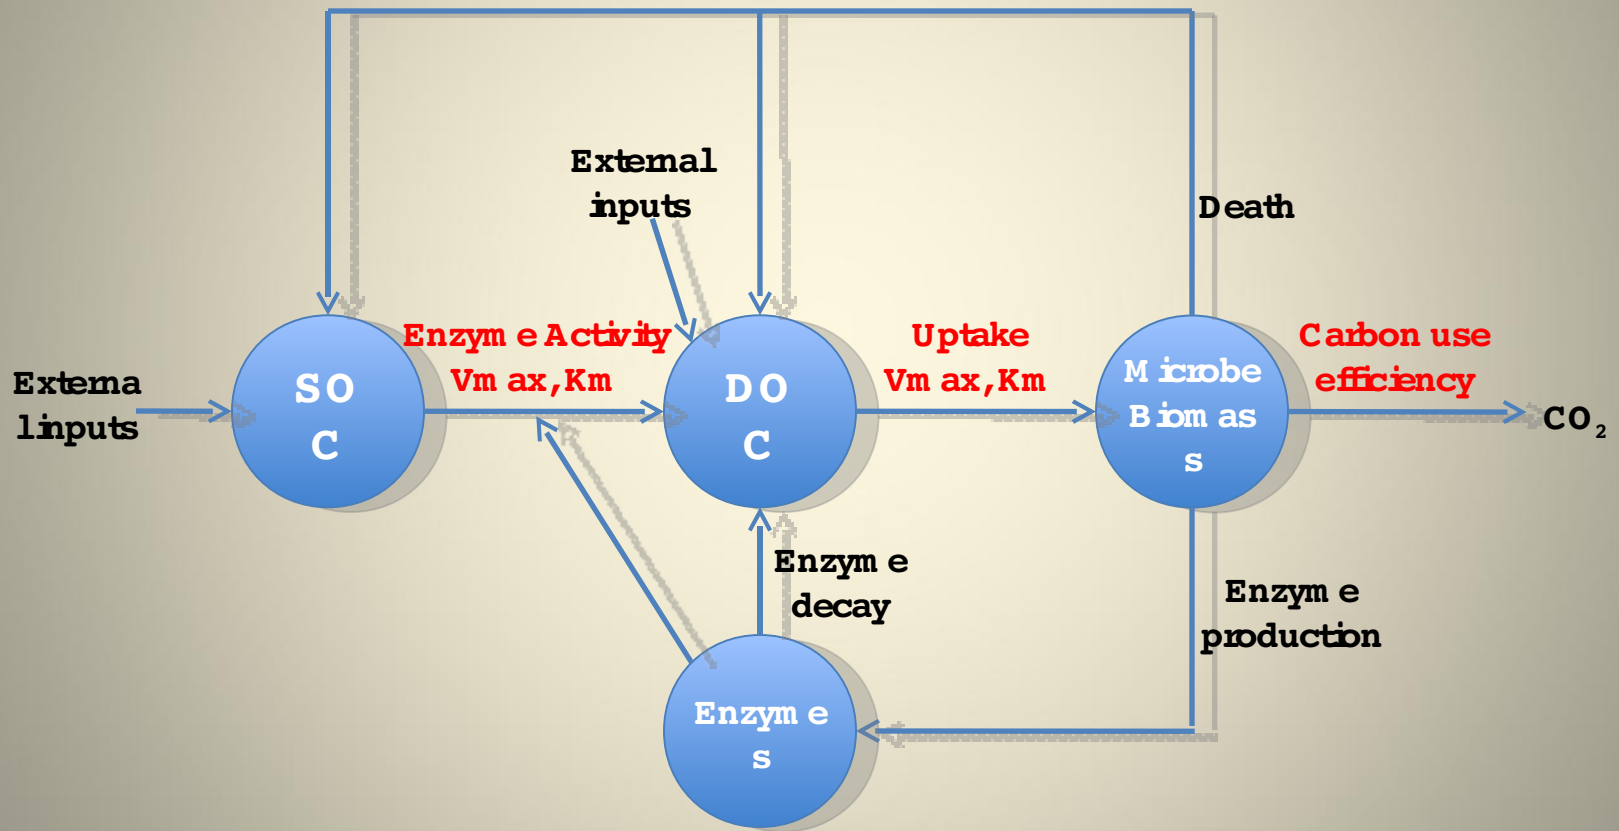 External
inputs
Death
Externa
l inputs
SO
C
Enzyme Activity
Vmax, Km
DO
C
Uptake
Vmax, Km
Microbe
Biomas
s
Carbon use
efficiency
CO₂
Enzyme
decay
Enzyme
production
Enzyme
s